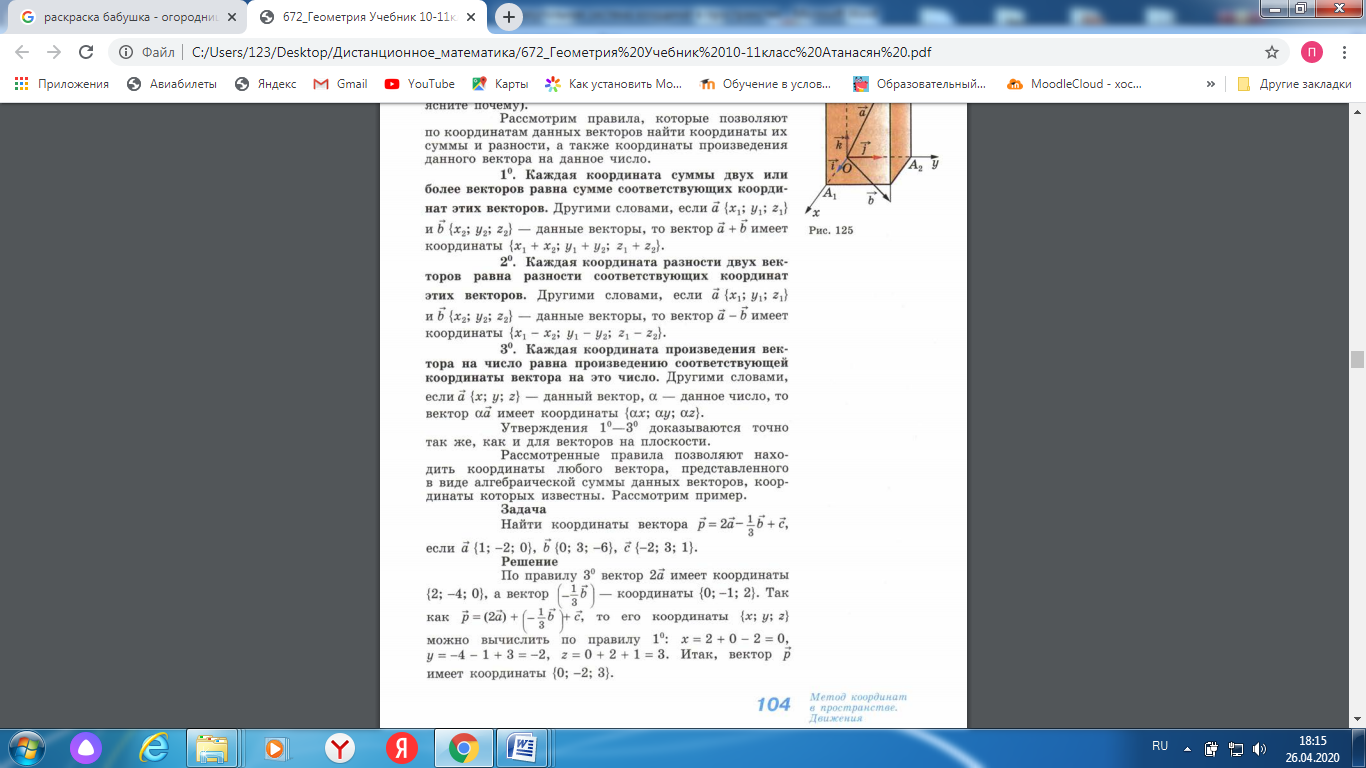 раскраска бабушка - огородниц
672_Геометрия Учебник 10-11кл
Файл
C:/Users/123/Desktop/Дистанционное_математика/672_Геометрия%20Учебник%2010-11класс%20Атанасян%20.pdf
П
Приложения
Авиабилеты
Яндекс
Gmail
YouTube
Карты
Как установить Мо...
Обучение в услов...
Образовательный...
MoodleCloud - хос...
»
Другие закладки
ясните почему).
Рассмотрим правила, которые позволяют
по координатам данных векторов найти координаты их
суммы и разности, а также координаты произведения
данного вектора на данное число.
1⁰. Каждая координата суммы двух или
более векторов равна сумме соответствующих коорди-
нат этих векторов. Другими словами, если a⃗ {x₁; y₁; z₁}
и b⃗ {x₂; y₂; z₂} — данные векторы, то вектор a⃗ + b⃗ имеет
координаты {x₁ + x₂; y₁ + y₂; z₁ + z₂}.
2⁰. Каждая координата разности двух век-
торов равна разности соответствующих координат
этих векторов. Другими словами, если a⃗ {x₁; y₁; z₁}
и b⃗ {x₂; y₂; z₂} — данные векторы, то вектор a⃗ − b⃗ имеет
координаты {x₁ − x₂; y₁ − y₂; z₁ − z₂}.
3⁰. Каждая координата произведения век-
тора на число равна произведению соответствующей
координаты вектора на это число. Другими словами,
если a⃗ {x; y; z} — данный вектор, α — данное число, то
вектор αa⃗ имеет координаты {αx; αy; αz}.
Утверждения 1⁰—3⁰ доказываются точно
так же, как и для векторов на плоскости.
Рассмотренные правила позволяют нахо-
дить координаты любого вектора, представленного
в виде алгебраической суммы данных векторов, коор-
динаты которых известны. Рассмотрим пример.
Задача
Найти координаты вектора p⃗ = 2a⃗ − 1/3 b⃗ + c⃗,
если a⃗ {1; −2; 0}, b⃗ {0; 3; −6}, c⃗ {−2; 3; 1}.
Решение
По правилу 3⁰ вектор 2a⃗ имеет координаты
{2; −4; 0}, а вектор (−1/3 b⃗) — координаты {0; −1; 2}. Так
как p⃗ = (2a⃗) + (−1/3 b⃗) + c⃗, то его координаты {x; y; z}
можно вычислить по правилу 1⁰: x = 2 + 0 − 2 = 0,
y = −4 − 1 + 3 = −2, z = 0 + 2 + 1 = 3. Итак, вектор p⃗
имеет координаты {0; −2; 3}.
a⃗
k⃗
j⃗
i⃗
O
A₂
y
A₁
b⃗
x
Рис. 125
104
Метод координат
в пространстве.
Движения
RU
18:15
26.04.2020